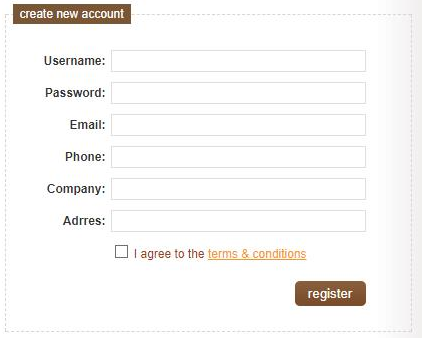 create new account
Username:
Password:
Email:
Phone:
Company:
Adrres:
I agree to the terms & conditions
register